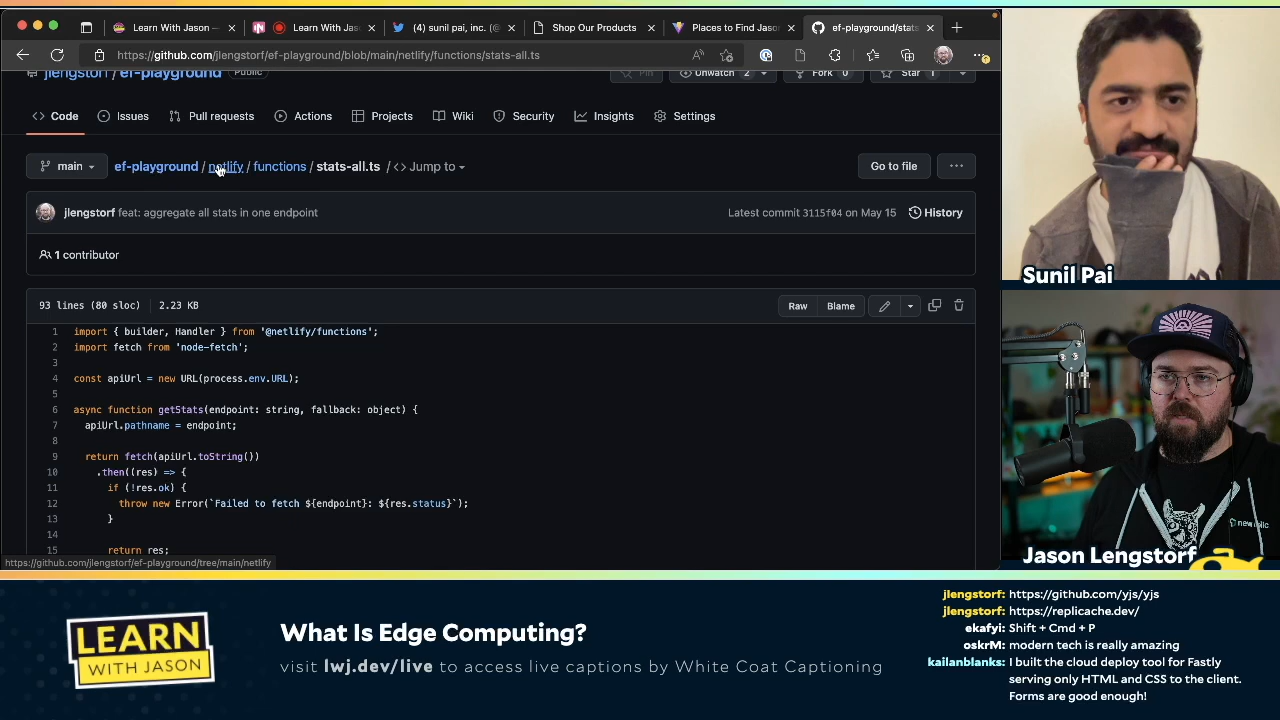 Learn With Jason —
Learn With Jas
(4) sunil pai, inc. (@
Shop Our Products
Places to Find Jaso
ef-playground/stats
https://github.com/jlengstorf/ef-playground/blob/main/netlify/functions/stats-all.ts
jlengstorf / ef-playground Public
Pin
Unwatch 2
Fork 0
Star 1
Code
Issues
Pull requests
Actions
Projects
Wiki
Security
Insights
Settings
main
ef-playground / netlify / functions / stats-all.ts / <> Jump to
Go to file
jlengstorf feat: aggregate all stats in one endpoint
Latest commit 3115f04 on May 15
History
1 contributor
93 lines (80 sloc) 2.23 KB
Raw
Blame
1 import { builder, Handler } from '@netlify/functions';
2 import fetch from 'node-fetch';
3
4 const apiUrl = new URL(process.env.URL);
5
6 async function getStats(endpoint: string, fallback: object) {
7 apiUrl.pathname = endpoint;
8
9 return fetch(apiUrl.toString())
10 .then((res) => {
11 if (!res.ok) {
12 throw new Error(`Failed to fetch ${endpoint}: ${res.status}`);
13 }
14
15 return res;
https://github.com/jlengstorf/ef-playground/tree/main/netlify
Sunil Pai
Jason Lengstorf
LEARN
WITH JASON
What Is Edge Computing?
visit lwj.dev/live to access live captions by White Coat Captioning
jlengstorf: https://github.com/yjs/yjs
jlengstorf: https://replicache.dev/
ekafyi: Shift + Cmd + P
oskrM: modern tech is really amazing
kailanblanks: I built the cloud deploy tool for Fastly
serving only HTML and CSS to the client.
Forms are good enough!